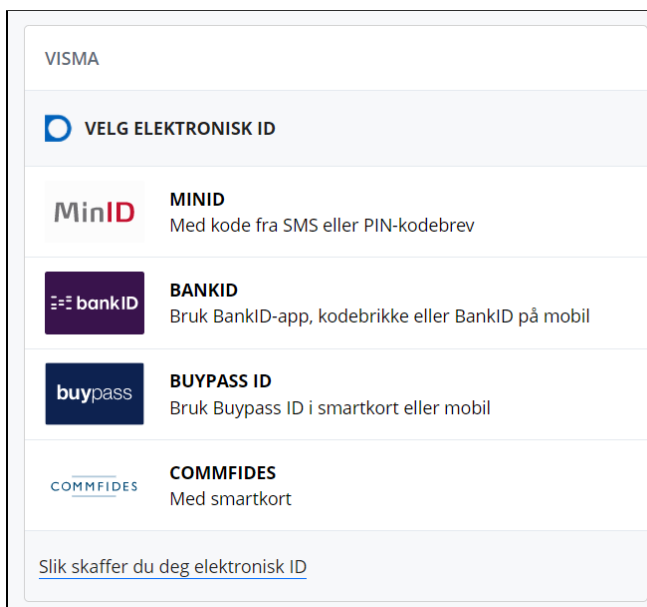 VISMA
VELG ELEKTRONISK ID
MinID
MINID
Med kode fra SMS eller PIN-kodebrev
bankID
BANKID
Bruk BankID-app, kodebrikke eller BankID på mobil
buypass
BUYPASS ID
Bruk Buypass ID i smartkort eller mobil
COMMFIDES
COMMFIDES
Med smartkort
Slik skaffer du deg elektronisk ID